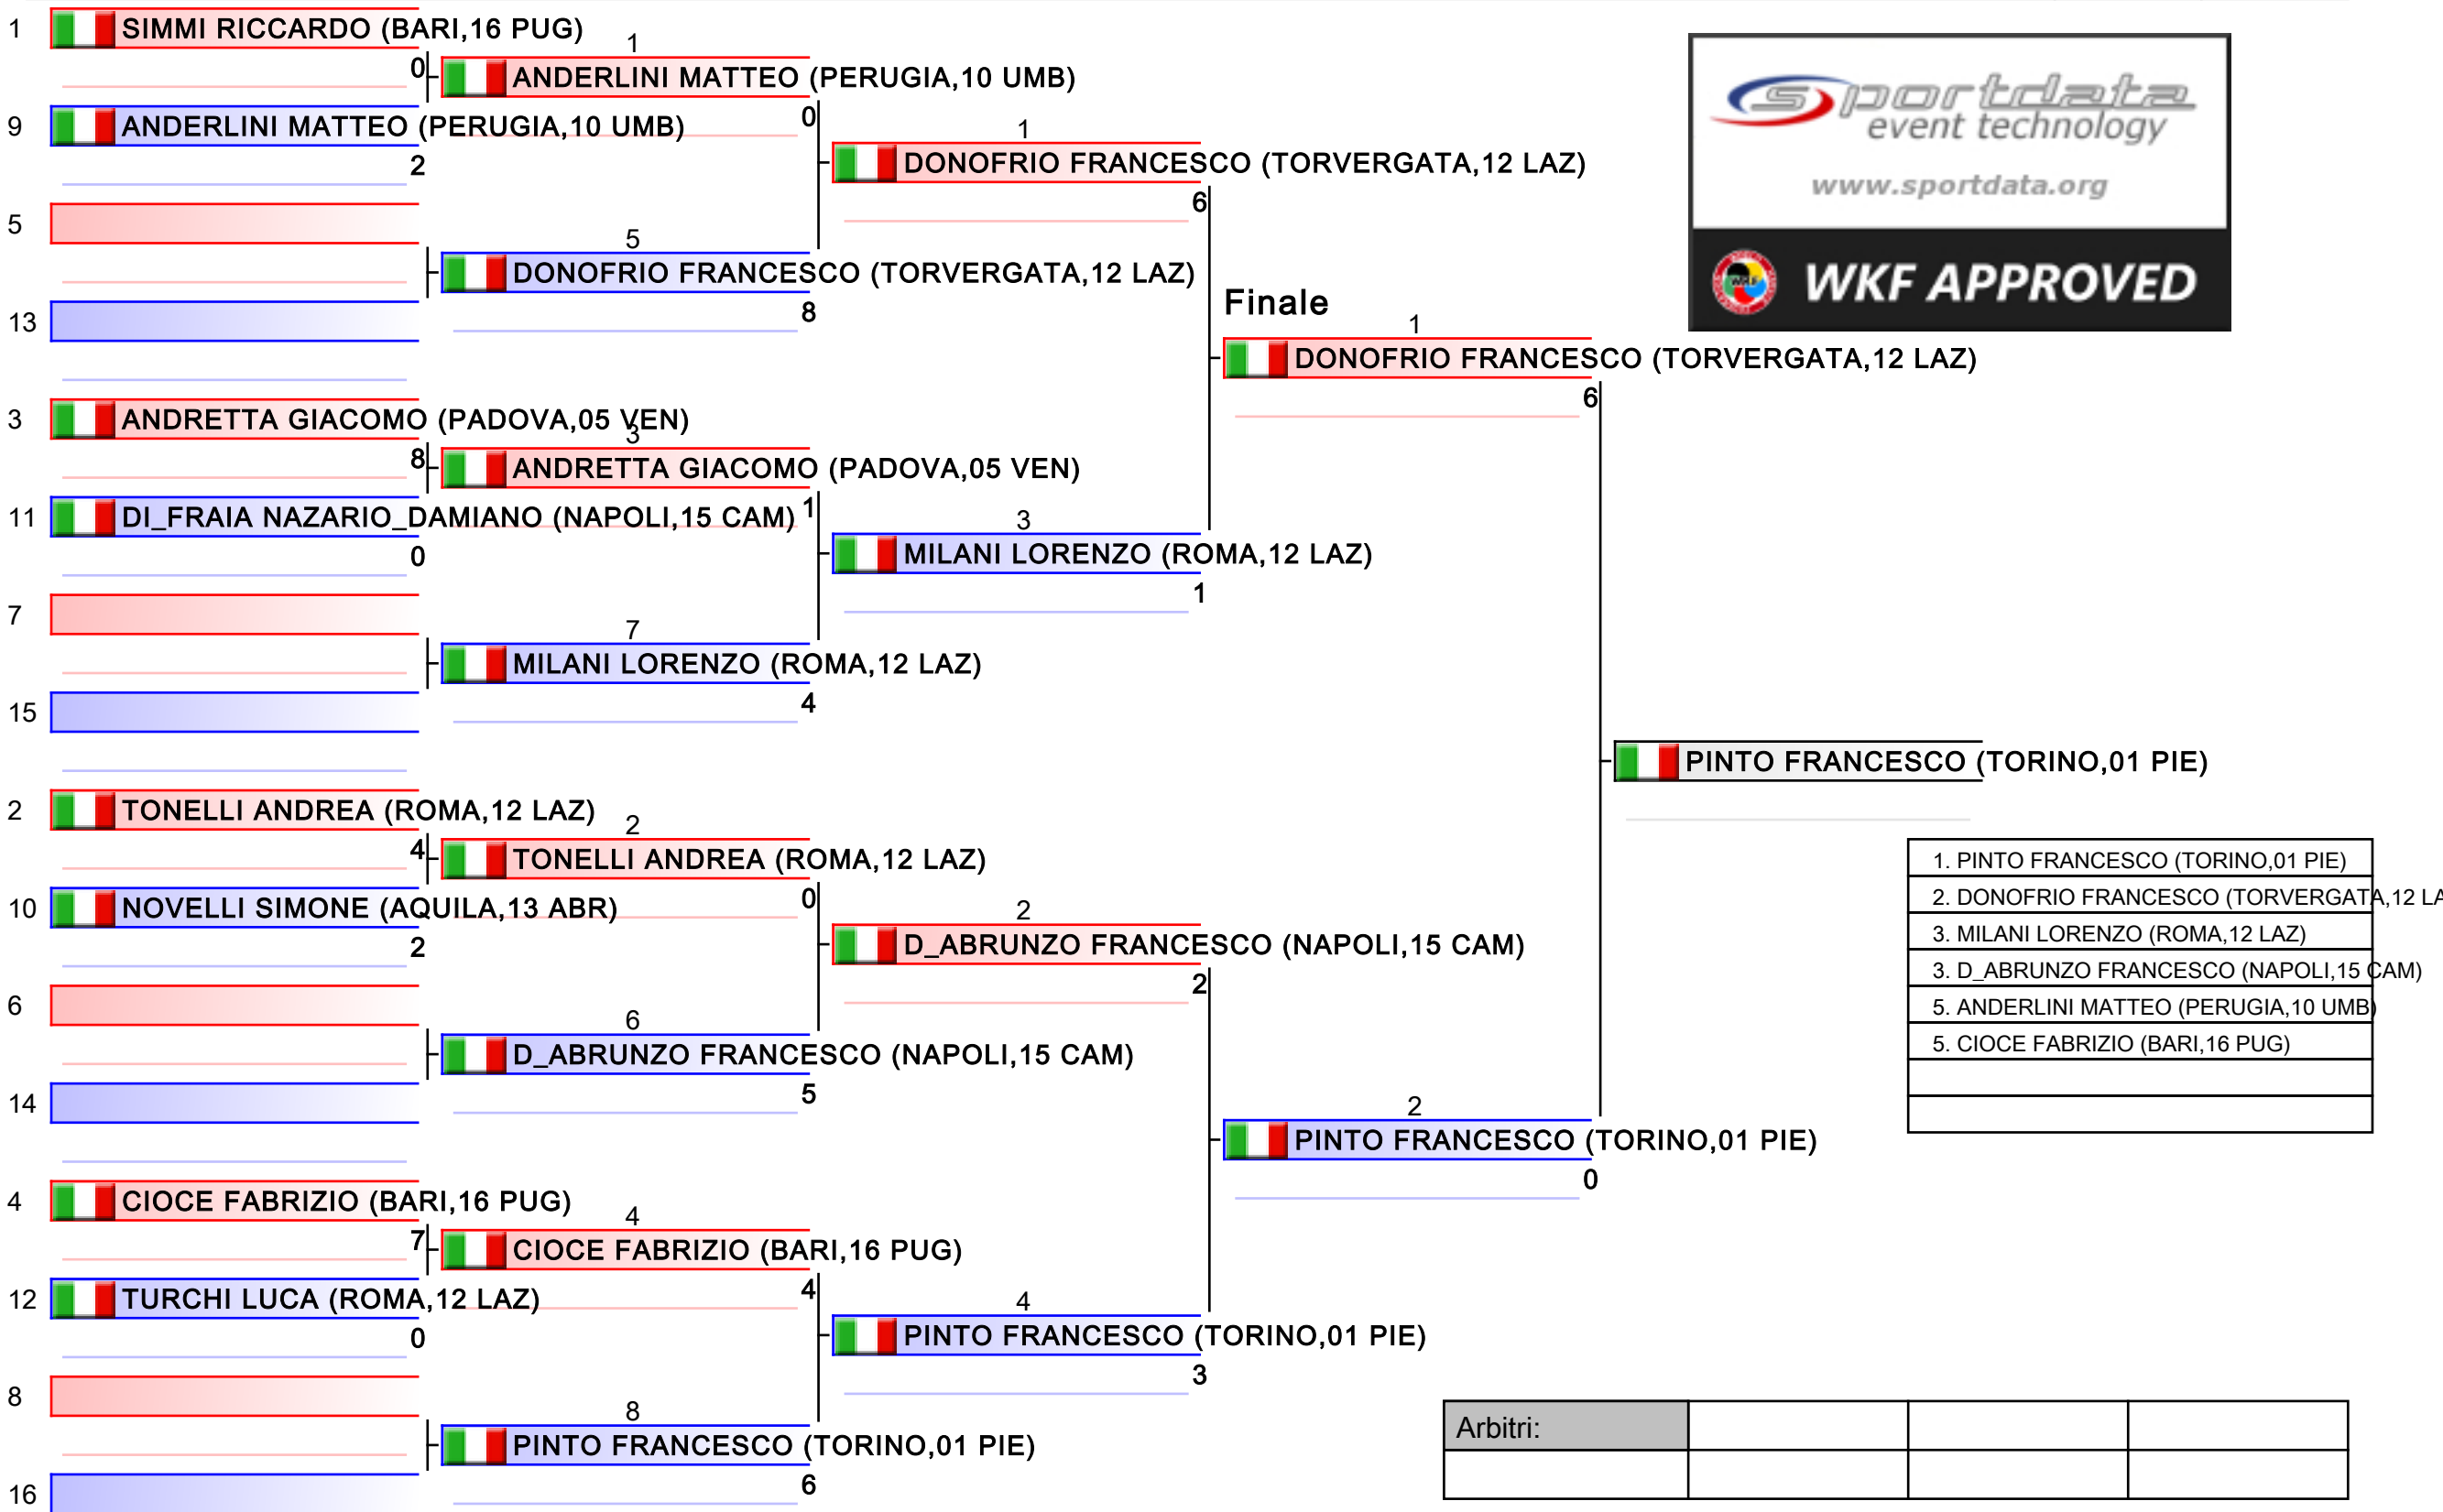 1 SIMMI RICCARDO (BARI,16 PUG)
0
9 ANDERLINI MATTEO (PERUGIA,10 UMB)
2
5
13
3 ANDRETTA GIACOMO (PADOVA,05 VEN)
8
11 DI_FRAIA NAZARIO_DAMIANO (NAPOLI,15 CAM)
0
7
15
2 TONELLI ANDREA (ROMA,12 LAZ)
4
10 NOVELLI SIMONE (AQUILA,13 ABR)
2
6
14
4 CIOCE FABRIZIO (BARI,16 PUG)
7
12 TURCHI LUCA (ROMA,12 LAZ)
0
8
16
1
ANDERLINI MATTEO (PERUGIA,10 UMB)
0
5
DONOFRIO FRANCESCO (TORVERGATA,12 LAZ)
8
3
ANDRETTA GIACOMO (PADOVA,05 VEN)
1
7
MILANI LORENZO (ROMA,12 LAZ)
4
2
TONELLI ANDREA (ROMA,12 LAZ)
0
6
D_ABRUNZO FRANCESCO (NAPOLI,15 CAM)
5
4
CIOCE FABRIZIO (BARI,16 PUG)
4
8
PINTO FRANCESCO (TORINO,01 PIE)
6
1
DONOFRIO FRANCESCO (TORVERGATA,12 LAZ)
6
3
MILANI LORENZO (ROMA,12 LAZ)
1
2
D_ABRUNZO FRANCESCO (NAPOLI,15 CAM)
2
4
PINTO FRANCESCO (TORINO,01 PIE)
3
Finale
1
DONOFRIO FRANCESCO (TORVERGATA,12 LAZ)
6
2
PINTO FRANCESCO (TORINO,01 PIE)
0
PINTO FRANCESCO (TORINO,01 PIE)
sportdata
event technology
www.sportdata.org
WKF APPROVED
1. PINTO FRANCESCO (TORINO,01 PIE)
2. DONOFRIO FRANCESCO (TORVERGATA,12 LA
3. MILANI LORENZO (ROMA,12 LAZ)
3. D_ABRUNZO FRANCESCO (NAPOLI,15 CAM)
5. ANDERLINI MATTEO (PERUGIA,10 UMB)
5. CIOCE FABRIZIO (BARI,16 PUG)
Arbitri: